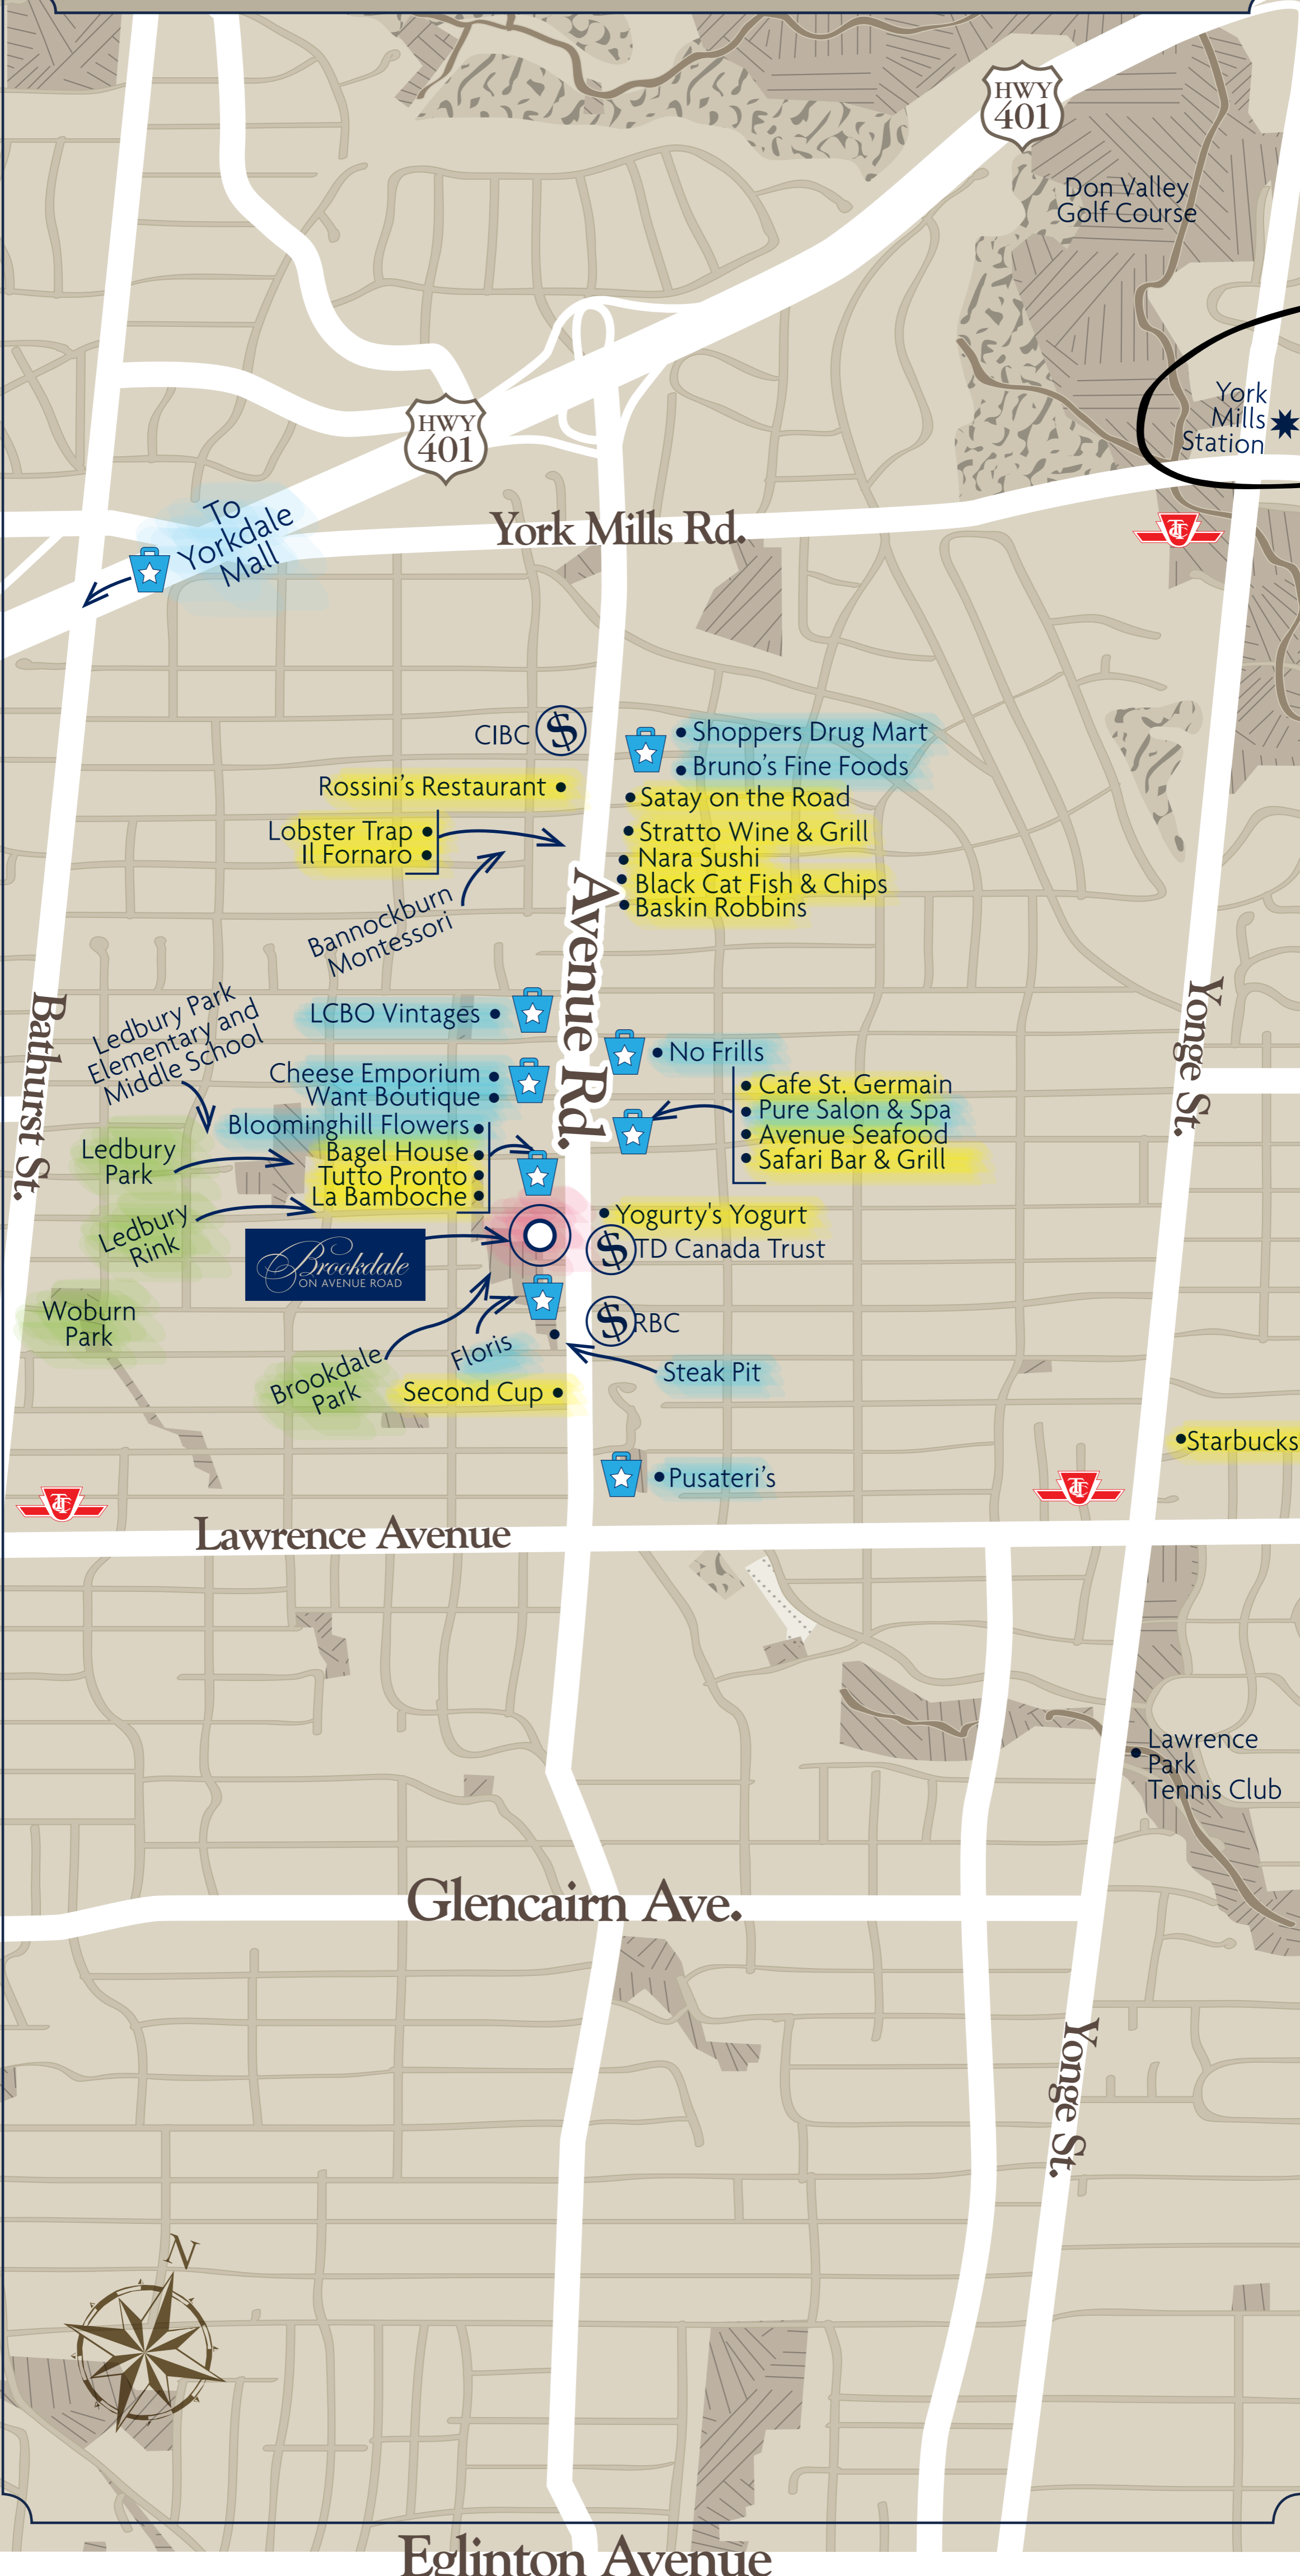 HWY
401
Don Valley
Golf Course
York
Mills
Station
HWY
401
To
Yorkdale
Mall
York Mills Rd.
TTC
CIBC
$
Shoppers Drug Mart
Bruno's Fine Foods
Rossini's Restaurant
Satay on the Road
Lobster Trap
Il Fornaro
Stratto Wine & Grill
Nara Sushi
Black Cat Fish & Chips
Baskin Robbins
Bannockburn
Montessori
Avenue Rd.
Bathurst St.
Yonge St.
Ledbury Park
Elementary and
Middle School
LCBO Vintages
No Frills
Cheese Emporium
Want Boutique
Bloominghill Flowers
Bagel House
Tutto Pronto
La Bamboche
Cafe St. Germain
Pure Salon & Spa
Avenue Seafood
Safari Bar & Grill
Ledbury
Park
Ledbury
Rink
Brookdale
ON AVENUE ROAD
Yogurty's Yogurt
$
TD Canada Trust
Woburn
Park
$
RBC
Floris
Brookdale
Park
Steak Pit
Second Cup
Starbucks
Pusateri's
TTC
TTC
Lawrence Avenue
Lawrence
Park
Tennis Club
Glencairn Ave.
Yonge St.
N
Eglinton Avenue